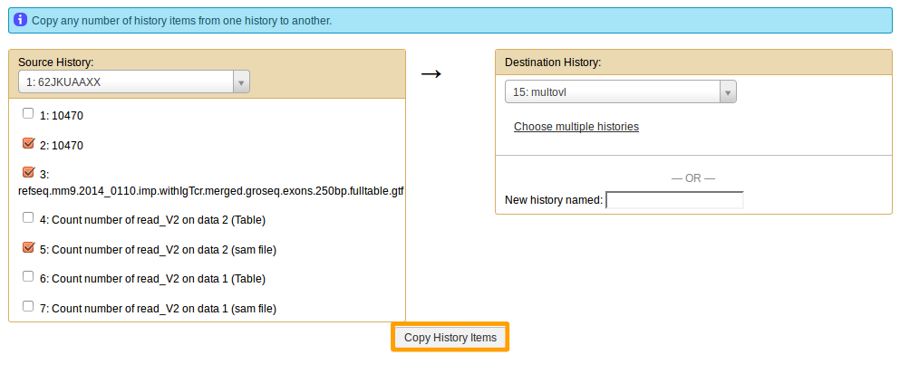 Copy any number of history items from one history to another.
Source History:
1: 62JKUAAXX
1: 10470
2: 10470
3:
refseq.mm9.2014_0110.imp.withIgTcr.merged.groseq.exons.250bp.fulltable.gtf
4: Count number of read_V2 on data 2 (Table)
5: Count number of read_V2 on data 2 (sam file)
6: Count number of read_V2 on data 1 (Table)
7: Count number of read_V2 on data 1 (sam file)
→
Destination History:
15: multovl
Choose multiple histories
— OR —
New history named:
Copy History Items